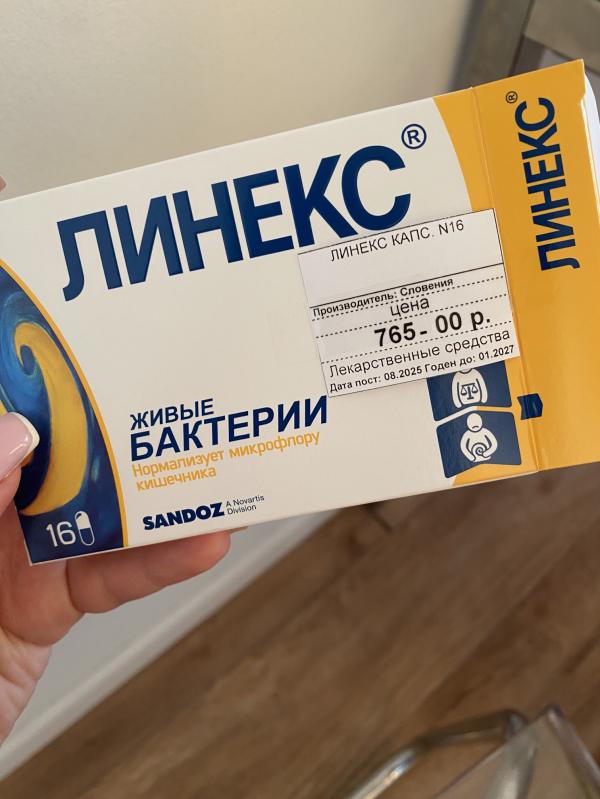 ЛИНЕКС®
ЛИНЕКС®
ЛИНЕКС КАПС. N16
Производитель: Словения
цена
765- 00 р.
Лекарственные средства
Дата пост: 08.2025 Годен до: 01.2027
ЖИВЫЕ
БАКТЕРИИ
Нормализует микрофлору
кишечника
SANDOZ A Novartis
Division
16